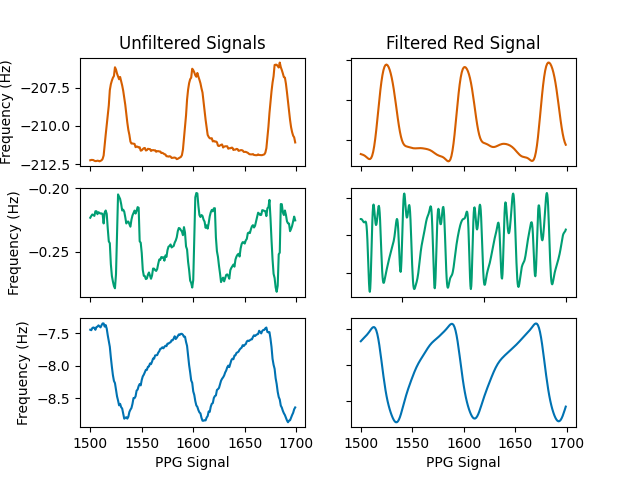 Unfiltered Signals
Filtered Red Signal
Frequency (Hz)
−207.5
−210.0
−212.5
Frequency (Hz)
−0.20
−0.25
Frequency (Hz)
−7.5
−8.0
−8.5
1500 1550 1600 1650 1700
1500 1550 1600 1650 1700
PPG Signal
PPG Signal